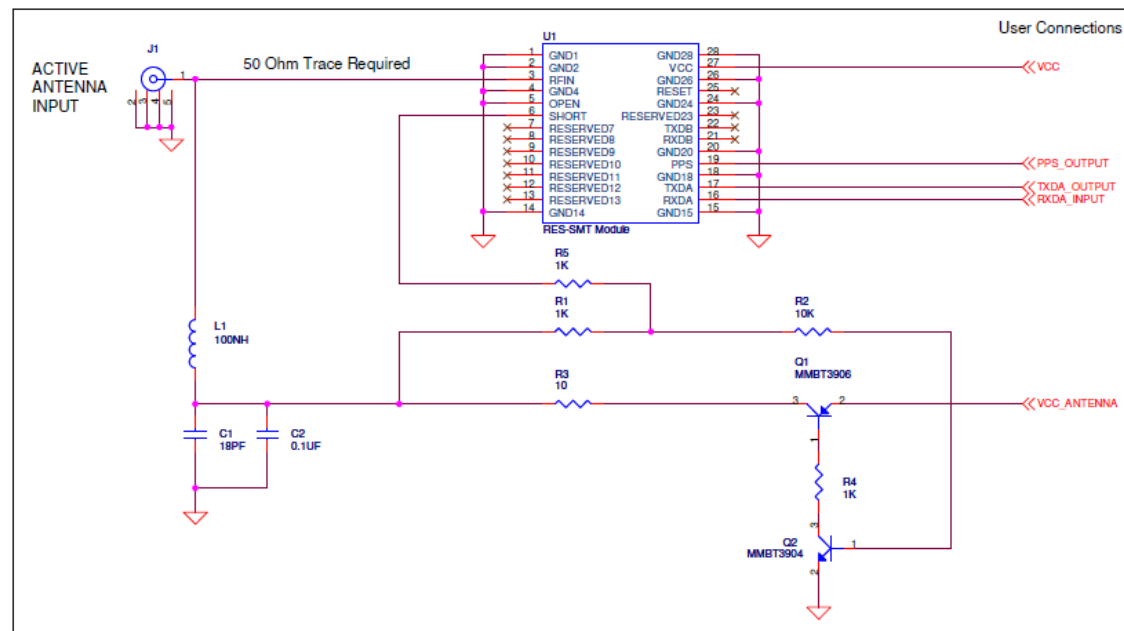 User Connections
J1
ACTIVE
ANTENNA
INPUT
1
2
3
4
5
50 Ohm Trace Required
U1
1 GND1 GND28 28
2 GND2 VCC 27
3 RFIN GND26 26
4 GND4 RESET 25
5 OPEN GND24 24
6 SHORT RESERVED23 23
7 RESERVED7 TXDB 22
8 RESERVED8 RXDB 21
9 RESERVED9 GND20 20
10 RESERVED10 PPS 19
11 RESERVED11 GND18 18
12 RESERVED12 TXDA 17
13 RESERVED13 RXDA 16
14 GND14 GND15 15
RES-SMT Module
VCC
PPS_OUTPUT
TXDA_OUTPUT
RXDA_INPUT
R5
1K
R1
1K
R2
10K
L1
100NH
R3
10
Q1
MMBT3906
3
2
1
VCC_ANTENNA
C1
18PF
C2
0.1UF
R4
1K
3
Q2
MMBT3904
1
2